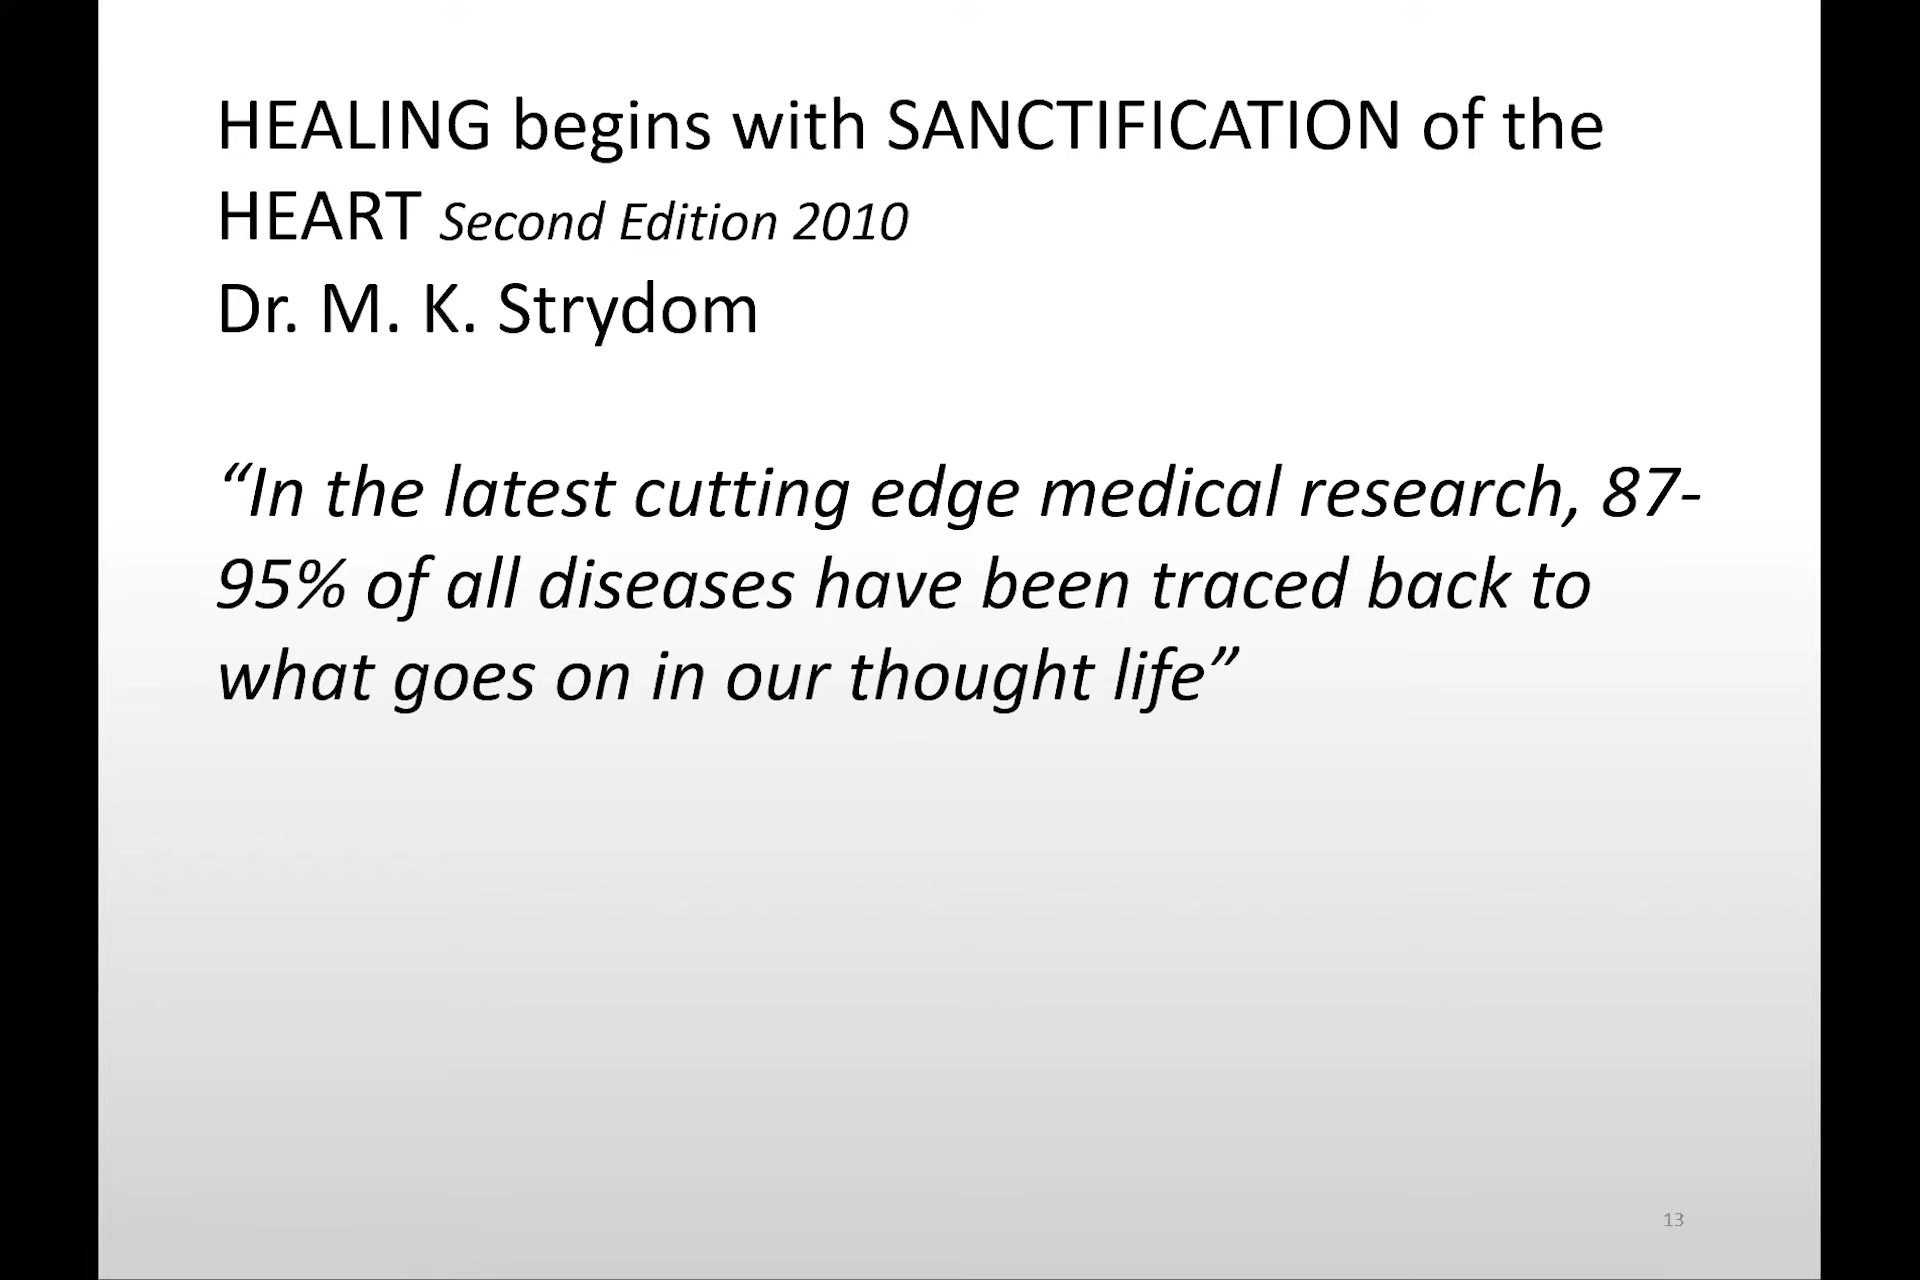 HEALING begins with SANCTIFICATION of the
HEART Second Edition 2010
Dr. M. K. Strydom
“In the latest cutting edge medical research, 87-
95% of all diseases have been traced back to
what goes on in our thought life”
13